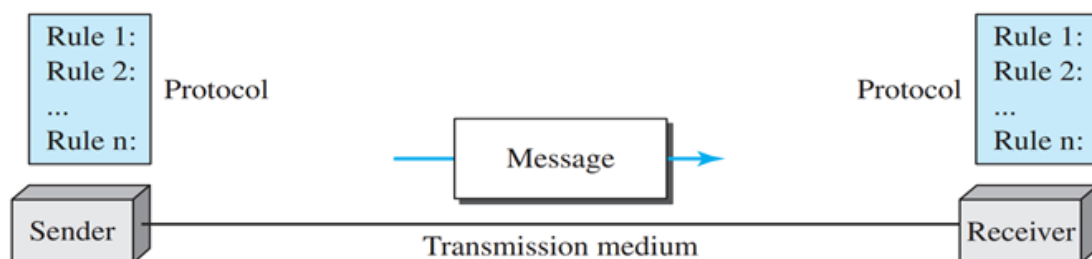 Rule 1:
Rule 2:
...
Rule n:
Protocol
Message
Protocol
Rule 1:
Rule 2:
...
Rule n:
Sender
Transmission medium
Receiver